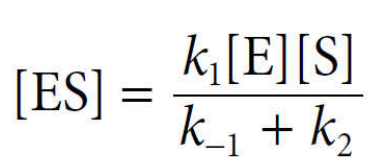 [ES] = k₁[E][S] / k₋₁ + k₂